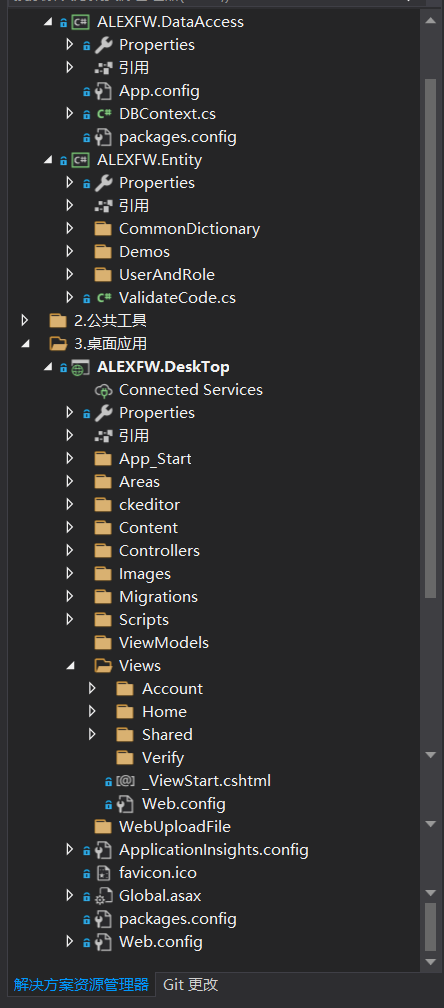 ALEXFW.DataAccess
Properties
引用
App.config
DBContext.cs
packages.config
ALEXFW.Entity
Properties
引用
CommonDictionary
Demos
UserAndRole
ValidateCode.cs
2.公共工具
3.桌面应用
ALEXFW.DeskTop
Connected Services
Properties
引用
App_Start
Areas
ckeditor
Content
Controllers
Images
Migrations
Scripts
ViewModels
Views
Account
Home
Shared
Verify
_ViewStart.cshtml
Web.config
WebUploadFile
ApplicationInsights.config
favicon.ico
Global.asax
packages.config
Web.config
解决方案资源管理器 Git 更改